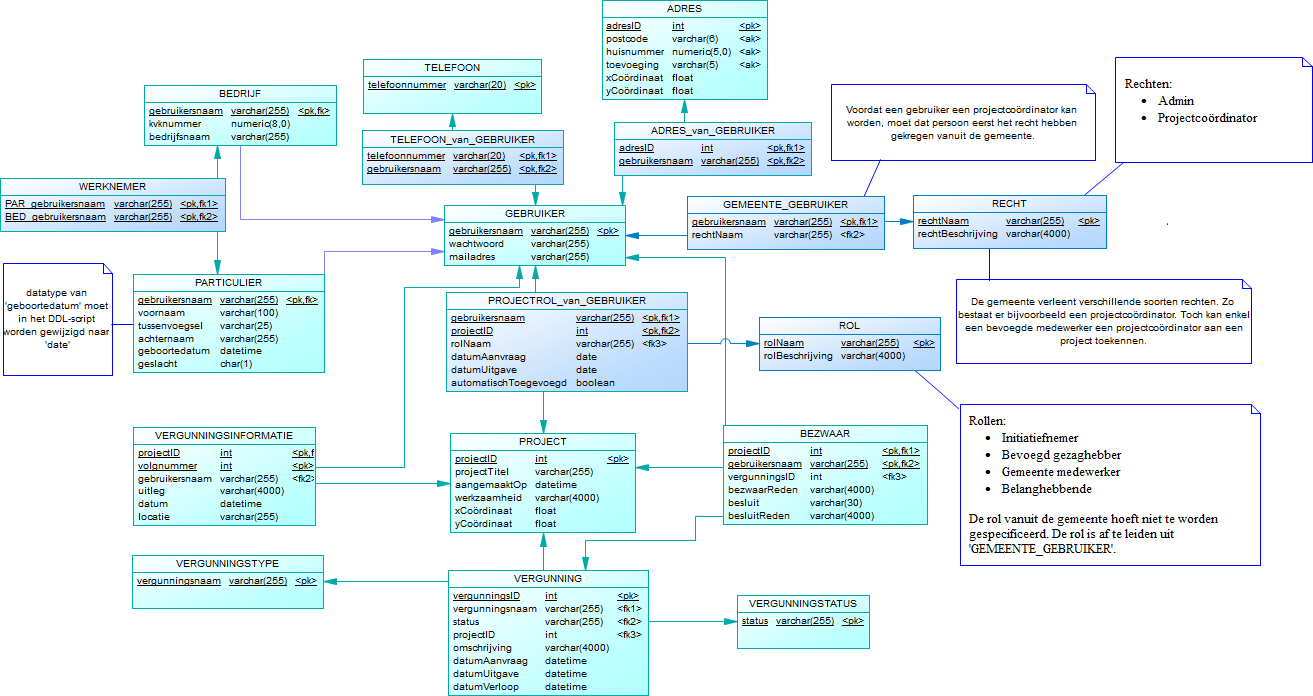 ADRES
adresID int <pk>
postcode varchar(6) <ak>
huisnummer numeric(5,0) <ak>
toevoeging varchar(5) <ak>
xCoördinaat float
yCoördinaat float
TELEFOON
telefoonnummer varchar(20) <pk>
BEDRIJF
gebruikersnaam varchar(255) <pk,fk>
kvknummer numeric(8,0)
bedrijfsnaam varchar(255)
Rechten:
• Admin
• Projectcoördinator
Voordat een gebruiker een projectcoördinator kan
worden, moet dat persoon eerst het recht hebben
gekregen vanuit de gemeente.
TELEFOON_van_GEBRUIKER
telefoonnummer varchar(20) <pk,fk1>
gebruikersnaam varchar(255) <pk,fk2>
ADRES_van_GEBRUIKER
adresID int <pk,fk1>
gebruikersnaam varchar(255) <pk,fk2>
WERKNEMER
PAR_gebruikersnaam varchar(255) <pk,fk1>
BED_gebruikersnaam varchar(255) <pk,fk2>
GEBRUIKER
gebruikersnaam varchar(255) <pk>
wachtwoord varchar(255)
mailadres varchar(255)
GEMEENTE_GEBRUIKER
gebruikersnaam varchar(255) <pk,fk1>
rechtNaam varchar(255) <fk2>
RECHT
rechtNaam varchar(255) <pk>
rechtBeschrijving varchar(4000)
datatype van
'geboortedatum' moet
in het DDL-script
worden gewijzigd naar
'date'
PARTICULIER
gebruikersnaam varchar(255) <pk,fk>
voornaam varchar(100)
tussenvoegsel varchar(25)
achternaam varchar(255)
geboortedatum datetime
geslacht char(1)
PROJECTROL_van_GEBRUIKER
gebruikersnaam varchar(255) <pk,fk1>
projectID int <pk,fk2>
rolNaam varchar(255) <fk3>
datumAanvraag date
datumUitgave date
automatischToegevoegd boolean
De gemeente verleent verschillende soorten rechten. Zo
bestaat er bijvoorbeeld een projectcoördinator. Toch kan enkel
een bevoegde medewerker een projectcoördinator aan een
project toekennen.
ROL
rolNaam varchar(255) <pk>
rolBeschrijving varchar(4000)
Rollen:
• Initiatiefnemer
• Bevoegd gezaghebber
• Gemeente medewerker
• Belanghebbende
De rol vanuit de gemeente hoeft niet te worden
gespecificeerd. De rol is af te leiden uit
'GEMEENTE_GEBRUIKER'.
VERGUNNINGSINFORMATIE
projectID int <pk,f
volgnummer int <pk>
gebruikersnaam varchar(255) <fk2>
uitleg varchar(4000)
datum datetime
locatie varchar(255)
PROJECT
projectID int <pk>
projectTitel varchar(255)
aangemaaktOp datetime
werkzaamheid varchar(4000)
xCoördinaat float
yCoördinaat float
BEZWAAR
projectID int <pk,fk1>
gebruikersnaam varchar(255) <pk,fk2>
vergunningsID int <fk3>
bezwaarReden varchar(4000)
besluit varchar(30)
besluitReden varchar(4000)
VERGUNNINGSTYPE
vergunningsnaam varchar(255) <pk>
VERGUNNING
vergunningsID int <pk>
vergunningsnaam varchar(255) <fk1>
status varchar(255) <fk2>
projectID int <fk3>
omschrijving varchar(4000)
datumAanvraag datetime
datumUitgave datetime
datumVerloop datetime
VERGUNNINGSTATUS
status varchar(255) <pk>